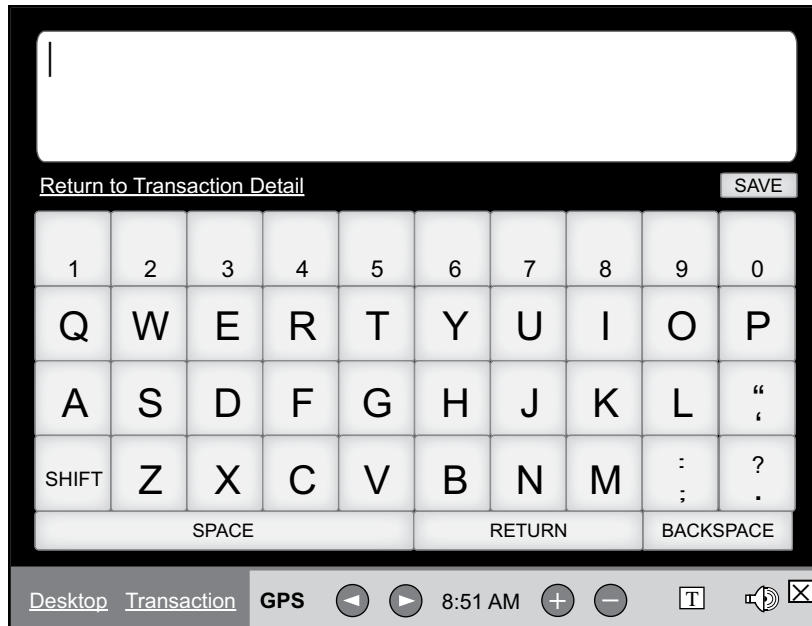 Return to Transaction Detail SAVE
1 2 3 4 5 6 7 8 9 0
Q W E R T Y U I O P
A S D F G H J K L “ ‘
SHIFT Z X C V B N M : ; ? .
SPACE RETURN BACKSPACE
Desktop Transaction GPS 8:51 AM + − T